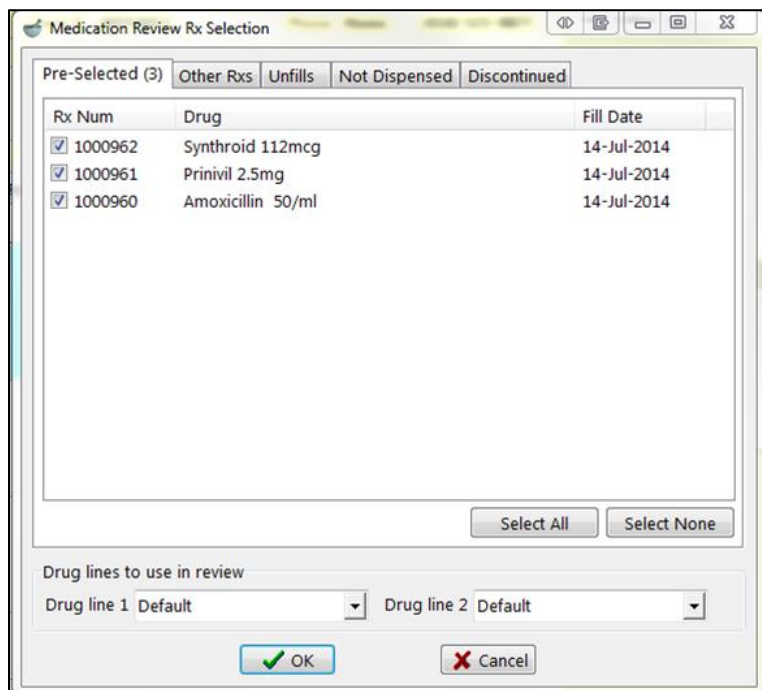 Medication Review Rx Selection
Pre-Selected (3) Other Rxs Unfills Not Dispensed Discontinued
Rx Num Drug Fill Date
1000962 Synthroid 112mcg 14-Jul-2014
1000961 Prinivil 2.5mg 14-Jul-2014
1000960 Amoxicillin 50/ml 14-Jul-2014
Select All Select None
Drug lines to use in review
Drug line 1 Default Drug line 2 Default
OK Cancel